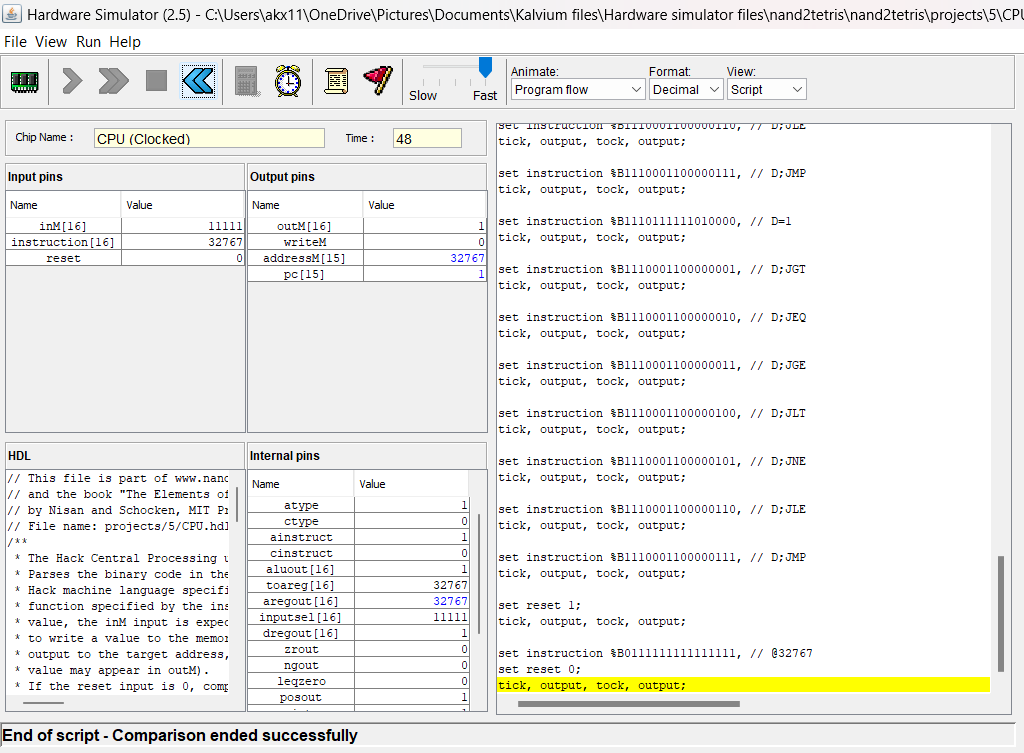 Hardware Simulator (2.5) - C:\Users\akx11\OneDrive\Pictures\Documents\Kalvium files\Hardware simulator files\nand2tetris\nand2tetris\projects\5\CPU
File View Run Help
Slow Fast
Animate: Format: View:
Program flow Decimal Script
Chip Name : CPU (Clocked) Time : 48
Input pins
Name Value
inM[16] 11111
instruction[16] 32767
reset 0
Output pins
Name Value
outM[16] 1
writeM 0
addressM[15] 32767
pc[15] 1
HDL
// This file is part of www.nand
// and the book "The Elements of
// by Nisan and Schocken, MIT Pr
// File name: projects/5/CPU.hdl
/**
* The Hack Central Processing u
* Parses the binary code in the
* Hack machine language specifi
* function specified by the ins
* value, the inM input is expec
* to write a value to the memor
* output to the target address,
* value may appear in outM).
* If the reset input is 0, comp
Internal pins
Name Value
atype 1
ctype 0
ainstruct 1
cinstruct 0
aluout[16] 1
toareg[16] 32767
aregout[16] 32767
inputsel[16] 11111
dregout[16] 1
zrout 0
ngout 0
leqzero 0
posout 1
set instruction %B1110001100000110, // D;JLE
tick, output, tock, output;
set instruction %B1110001100000111, // D;JMP
tick, output, tock, output;
set instruction %B1110111111010000, // D=1
tick, output, tock, output;
set instruction %B1110001100000001, // D;JGT
tick, output, tock, output;
set instruction %B1110001100000010, // D;JEQ
tick, output, tock, output;
set instruction %B1110001100000011, // D;JGE
tick, output, tock, output;
set instruction %B1110001100000100, // D;JLT
tick, output, tock, output;
set instruction %B1110001100000101, // D;JNE
tick, output, tock, output;
set instruction %B1110001100000110, // D;JLE
tick, output, tock, output;
set instruction %B1110001100000111, // D;JMP
tick, output, tock, output;
set reset 1;
tick, output, tock, output;
set instruction %B0111111111111111, // @32767
set reset 0;
tick, output, tock, output;
End of script - Comparison ended successfully